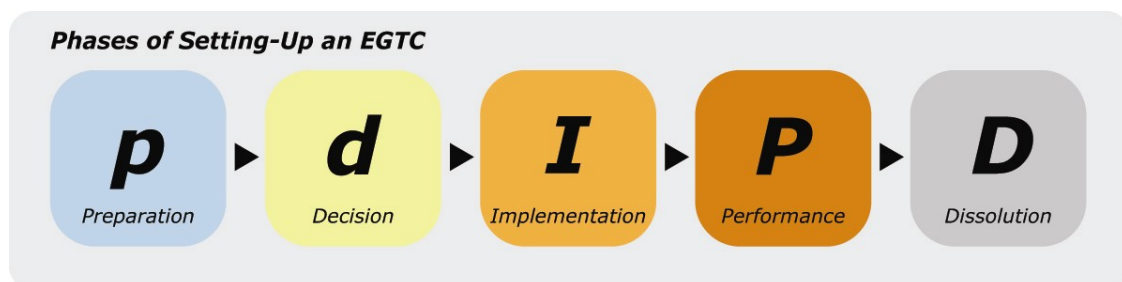 Phases of Setting-Up an EGTC
p
Preparation
d
Decision
I
Implementation
P
Performance
D
Dissolution